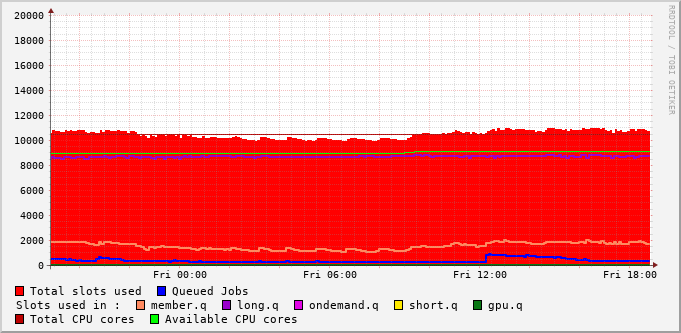 RRDTOOL / TOBI OETIKER
20000
18000
16000
14000
12000
10000
8000
6000
4000
2000
0
Fri 00:00 Fri 06:00 Fri 12:00 Fri 18:00
Total slots used Queued Jobs
Slots used in : member.q long.q ondemand.q short.q gpu.q
Total CPU cores Available CPU cores